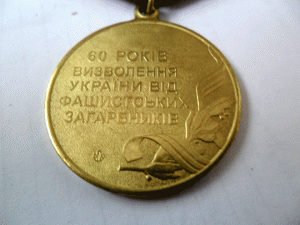 60 РОКІВ
ВИЗВОЛЕННЯ
УКРАЇНИ ВІД
ФАШИСТСЬКИХ
ЗАГАРБНИКІВ